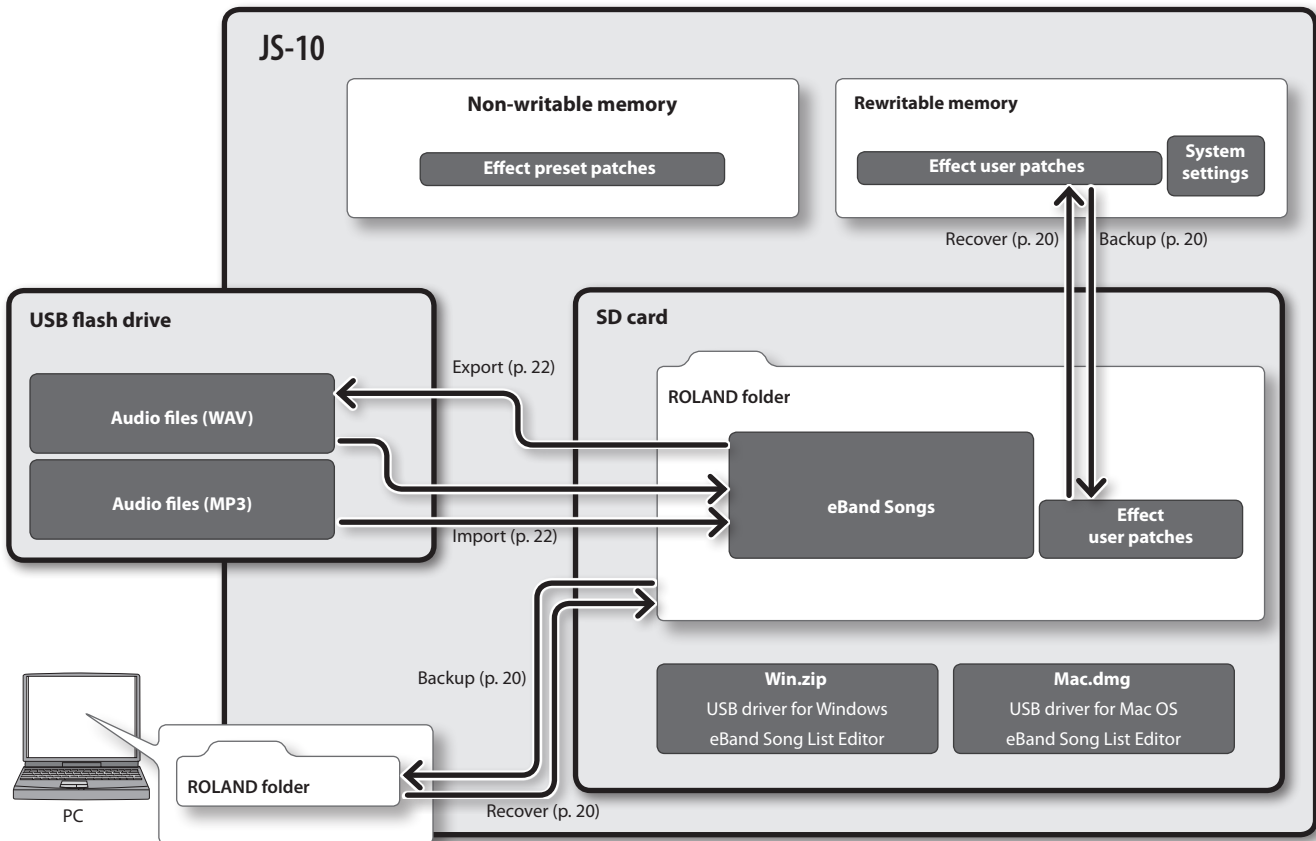 JS-10
Non-writable memory
Effect preset patches
Rewritable memory
Effect user patches
System
settings
Recover (p. 20)
Backup (p. 20)
USB flash drive
Audio files (WAV)
Audio files (MP3)
Export (p. 22)
Import (p. 22)
SD card
ROLAND folder
eBand Songs
Effect
user patches
Backup (p. 20)
Win.zip
USB driver for Windows
eBand Song List Editor
Mac.dmg
USB driver for Mac OS
eBand Song List Editor
PC
ROLAND folder
Recover (p. 20)